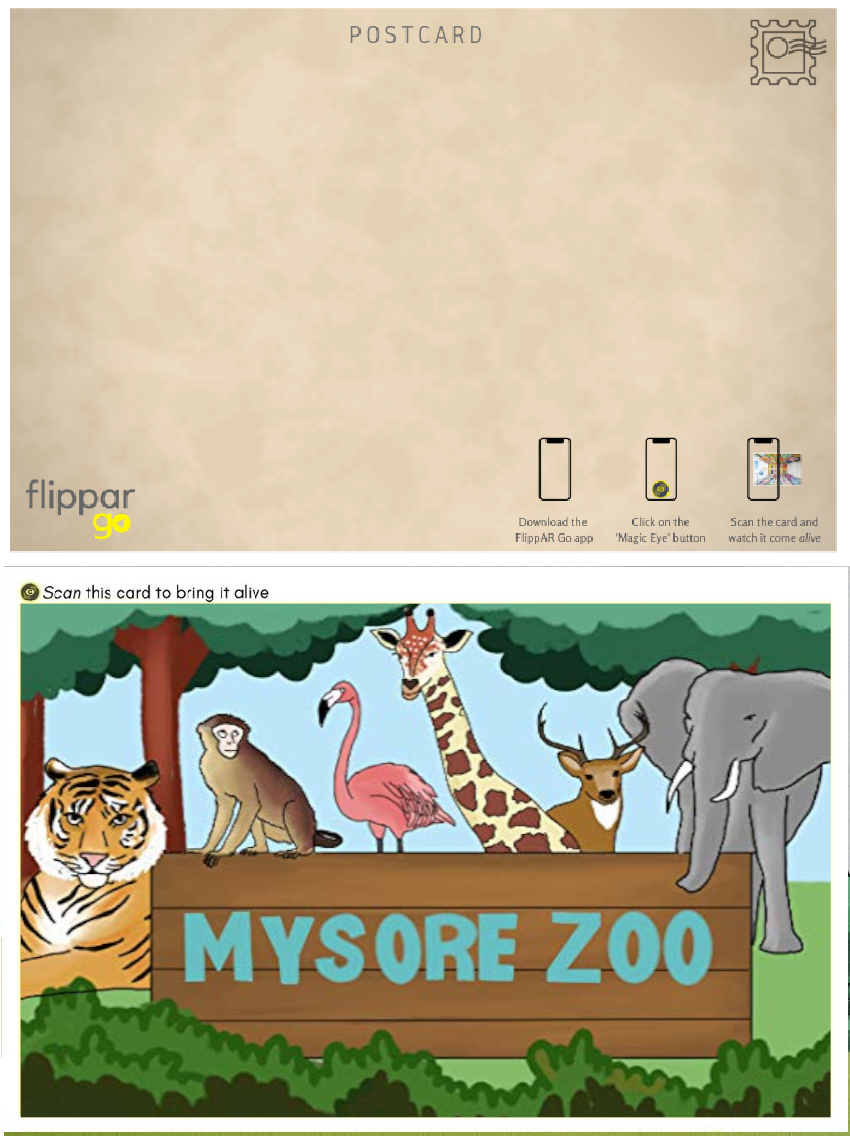 POSTCARD
flippar
go
Download the
FlippAR Go app
Click on the
"Magic Eye" button
Scan the card and
watch it come alive
Scan this card to bring it alive
MYSORE ZOO